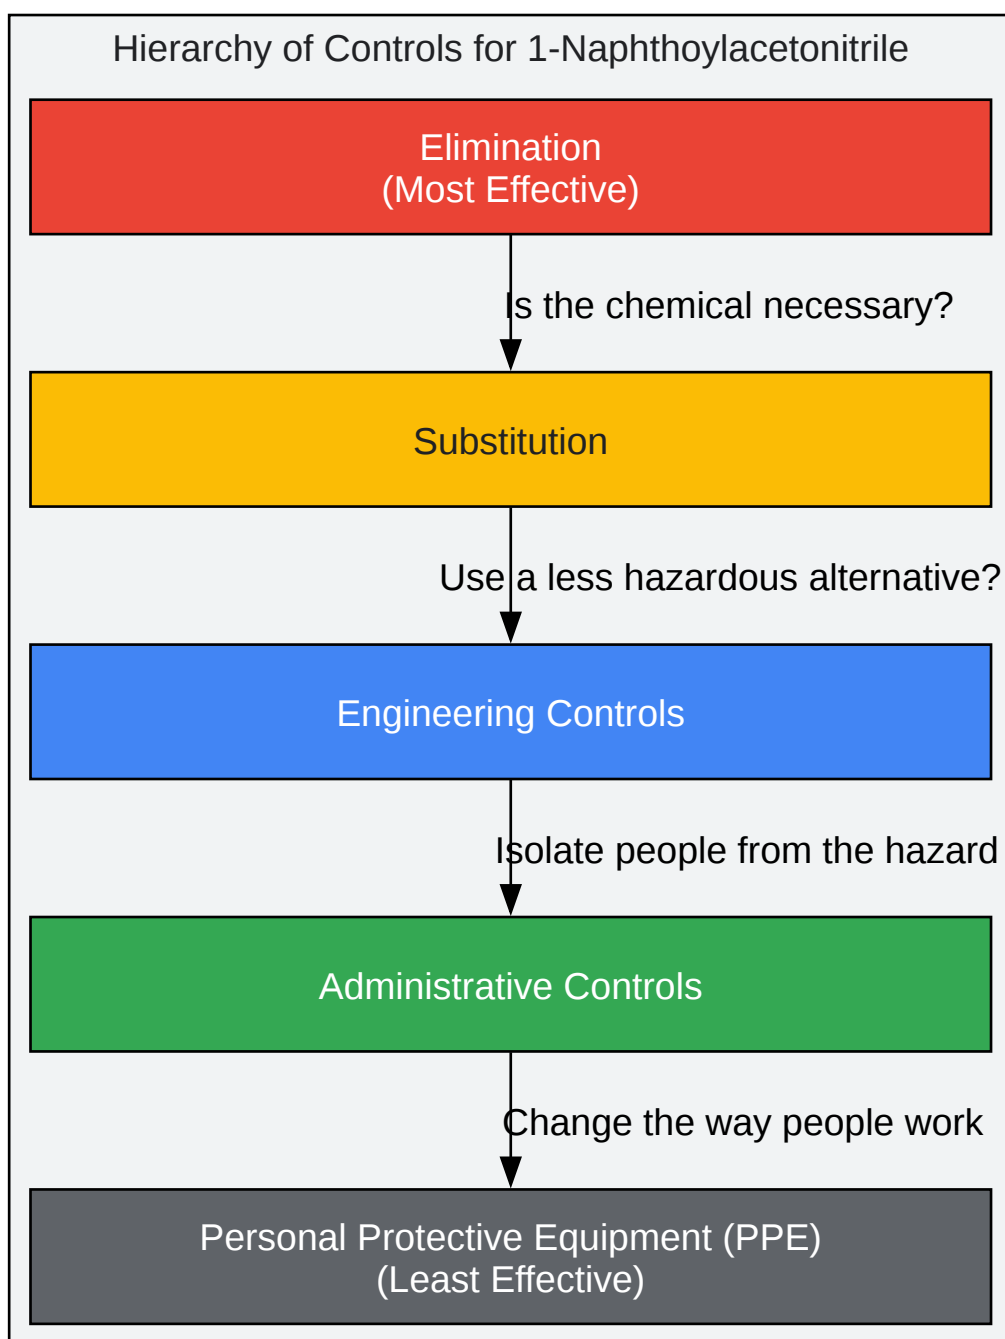 Hierarchy of Controls for 1-Naphthoylacetonitrile
Elimination
(Most Effective)
Is the chemical necessary?
Substitution
Use a less hazardous alternative?
Engineering Controls
Isolate people from the hazard
Administrative Controls
Change the way people work
Personal Protective Equipment (PPE)
(Least Effective)